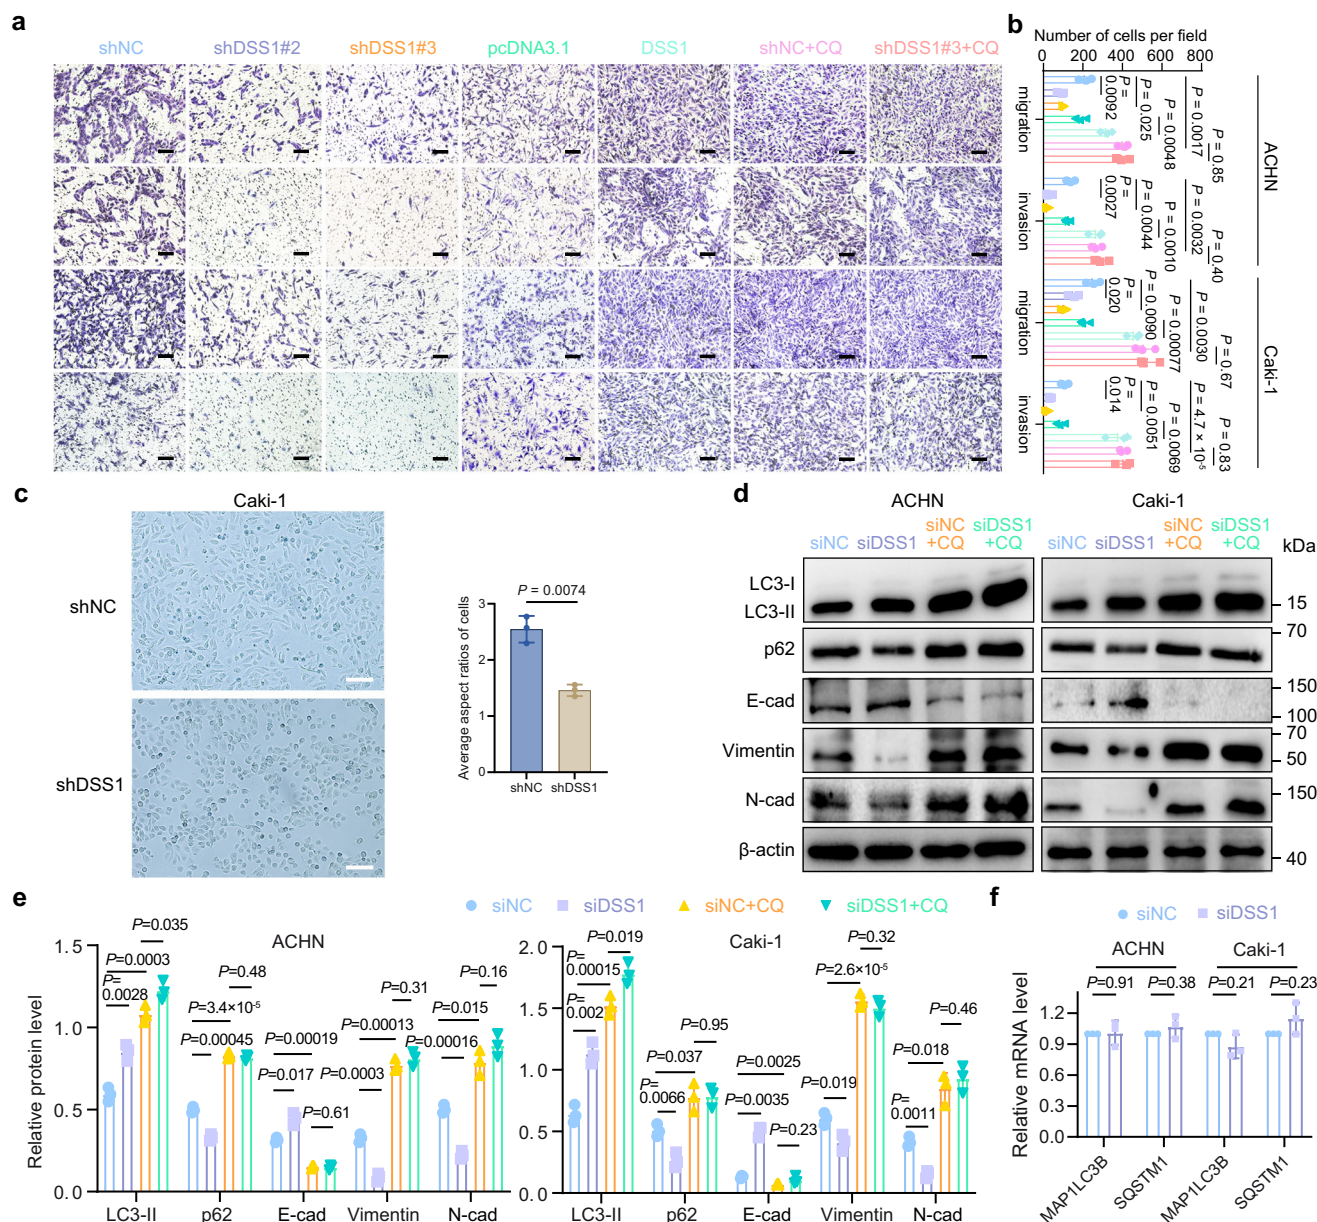 a
shNC shDSS1#2 shDSS1#3 pcDNA3.1 DSS1 shNC+CQ shDSS1#3+CQ
b
Number of cells per field
0 200 400 600 800
migration
P = 0.0092
P = 0.025
P = 0.0048
P = 0.0017
P = 0.85
invasion
P = 0.0027
P = 0.0044
P = 0.0010
P = 0.0032
P = 0.40
ACHN
migration
P = 0.020
P = 0.0090
P = 0.00077
P = 0.0030
P = 0.67
invasion
P = 0.014
P = 0.0051
P = 0.0069
P = 4.7 × 10⁻⁵
P = 0.83
Caki-1
c
Caki-1
shNC
shDSS1
Average aspect ratios of cells
P = 0.0074
3
2
1
0
shNC shDSS1
d
ACHN Caki-1
siNC siDSS1 siNC+CQ siDSS1+CQ siNC siDSS1 siNC+CQ siDSS1+CQ
kDa
LC3-I
LC3-II
15
p62
70
E-cad
150
100
Vimentin
70
50
N-cad
150
β-actin
40
e
siNC siDSS1 siNC+CQ siDSS1+CQ
ACHN
Relative protein level
1.5
1.0
0.5
0.0
P=0.035
P=0.0003
P=0.0028
P=0.48
P=3.4×10⁻⁵
P=0.00045
P=0.00019
P=0.017
P=0.61
P=0.31
P=0.00013
P=0.0003
P=0.16
P=0.015
P=0.00016
LC3-II p62 E-cad Vimentin N-cad
Caki-1
2.0
1.5
1.0
0.5
0.0
P=0.019
P=0.00015
P=0.002
P=0.95
P=0.037
P=0.0066
P=0.0025
P=0.0035
P=0.23
P=0.32
P=2.6×10⁻⁵
P=0.019
P=0.46
P=0.018
P=0.0011
LC3-II p62 E-cad Vimentin N-cad
f
siNC siDSS1
ACHN Caki-1
P=0.91 P=0.38 P=0.21 P=0.23
Relative mRNA level
1.2
0.9
0.6
0.3
0.0
MAP1LC3B SQSTM1 MAP1LC3B SQSTM1